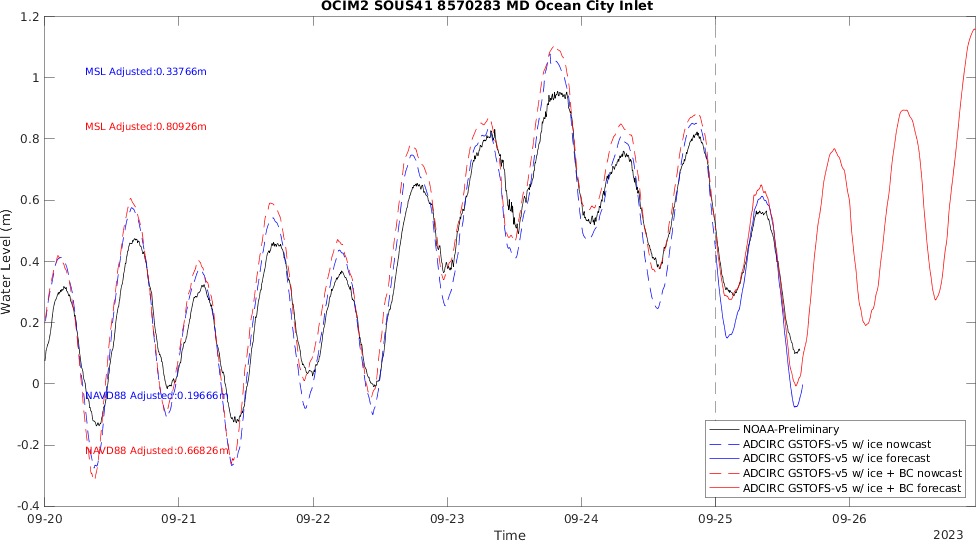 OCIM2 SOUS41 8570283 MD Ocean City Inlet
1.2
1
0.8
0.6
0.4
0.2
0
-0.2
-0.4
Water Level (m)
MSL Adjusted:0.33766m
MSL Adjusted:0.80926m
NAVD88 Adjusted:0.19666m
NAVD88 Adjusted:0.66826m
NOAA-Preliminary
ADCIRC GSTOFS-v5 w/ ice nowcast
ADCIRC GSTOFS-v5 w/ ice forecast
ADCIRC GSTOFS-v5 w/ ice + BC nowcast
ADCIRC GSTOFS-v5 w/ ice + BC forecast
09-20 09-21 09-22 09-23 09-24 09-25 09-26
Time
2023